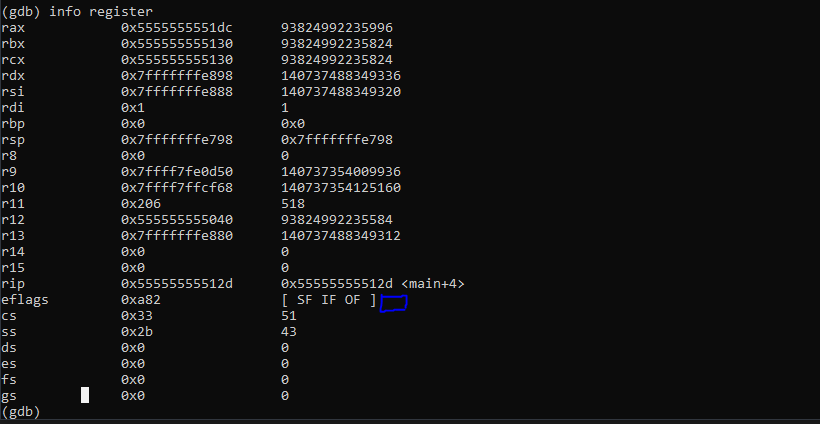 (gdb) info register
rax 0x5555555551dc 93824992235996
rbx 0x555555555130 93824992235824
rcx 0x555555555130 93824992235824
rdx 0x7fffffffe898 140737488349336
rsi 0x7fffffffe888 140737488349320
rdi 0x1 1
rbp 0x0 0x0
rsp 0x7fffffffe798 0x7fffffffe798
r8 0x0 0
r9 0x7ffff7fe0d50 140737354009936
r10 0x7ffff7ffcf68 140737354125160
r11 0x206 518
r12 0x555555555040 93824992235584
r13 0x7fffffffe880 140737488349312
r14 0x0 0
r15 0x0 0
rip 0x55555555512d 0x55555555512d <main+4>
eflags 0xa82 [ SF IF OF ]
cs 0x33 51
ss 0x2b 43
ds 0x0 0
es 0x0 0
fs 0x0 0
gs 0x0 0
(gdb)